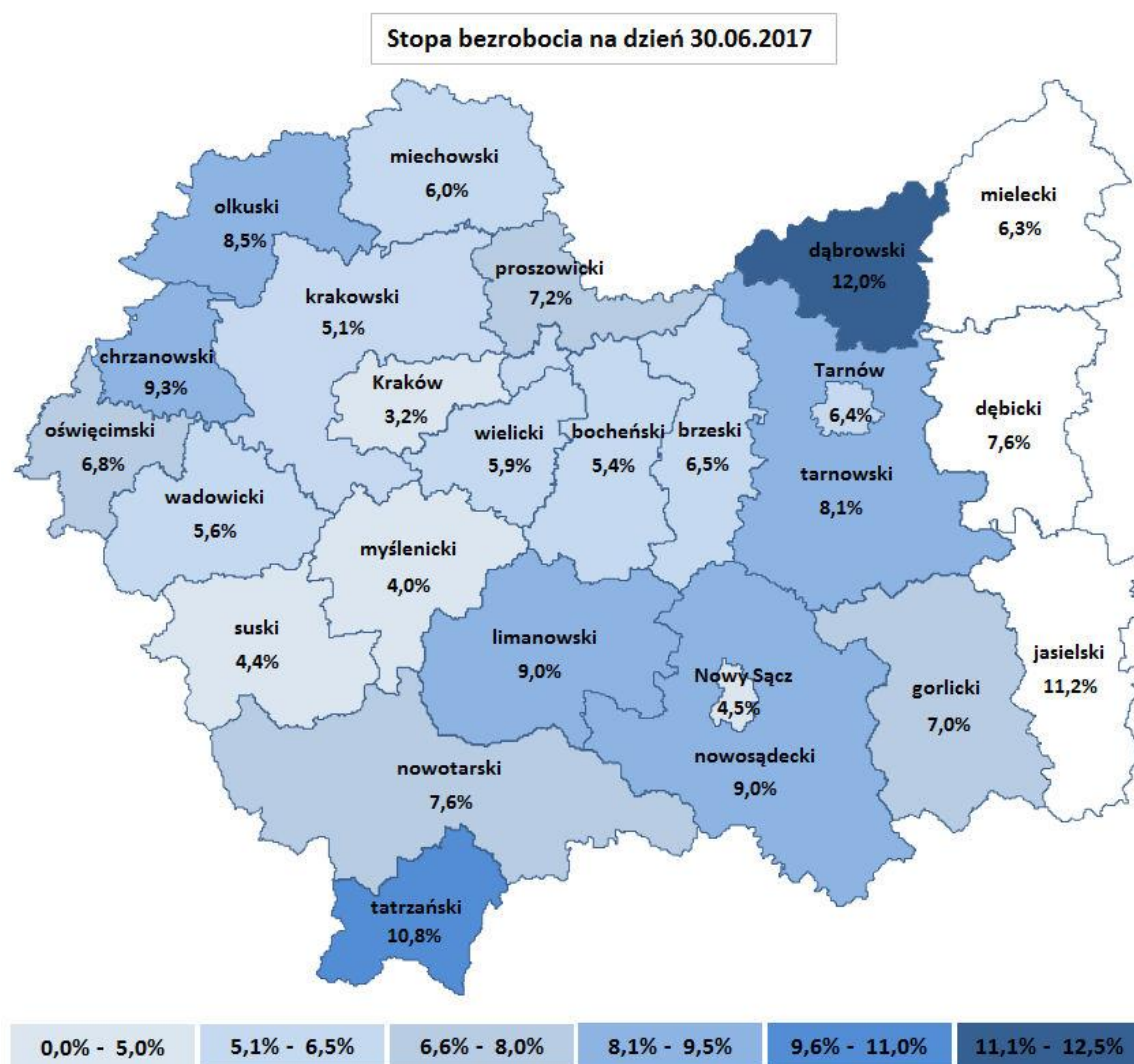 Stopa bezrobocia na dzień 30.06.2017
miechowski
6,0%
olkuski
8,5%
mielecki
6,3%
dąbrowski
12,0%
proszowicki
7,2%
krakowski
5,1%
chrzanowski
9,3%
Kraków
3,2%
Tarnów
6,4%
dębicki
7,6%
oświęcimski
6,8%
wielicki
5,9%
bocheński
5,4%
brzeski
6,5%
tarnowski
8,1%
wadowicki
5,6%
myślenicki
4,0%
suski
4,4%
limanowski
9,0%
Nowy Sącz
4,5%
gorlicki
7,0%
jasielski
11,2%
nowosądecki
9,0%
nowotarski
7,6%
tatrzański
10,8%
0,0% - 5,0% 5,1% - 6,5% 6,6% - 8,0% 8,1% - 9,5% 9,6% - 11,0% 11,1% - 12,5%